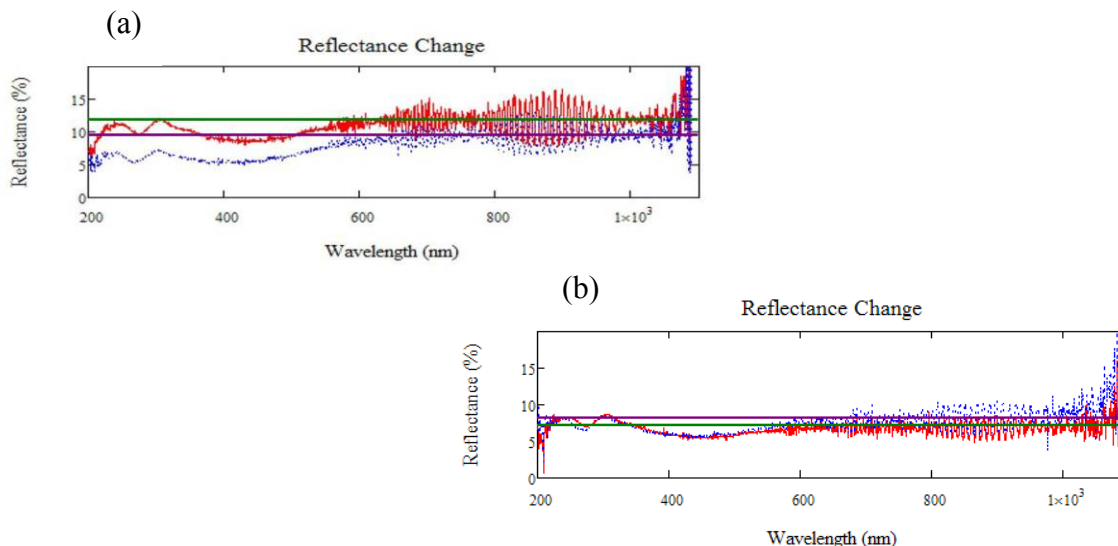 (a)
Reflectance Change
Reflectance (%)
15
10
5
0
200 400 600 800 1×10³
Wavelength (nm)
(b)
Reflectance Change
Reflectance (%)
15
10
5
0
200 400 600 800 1×10³
Wavelength (nm)